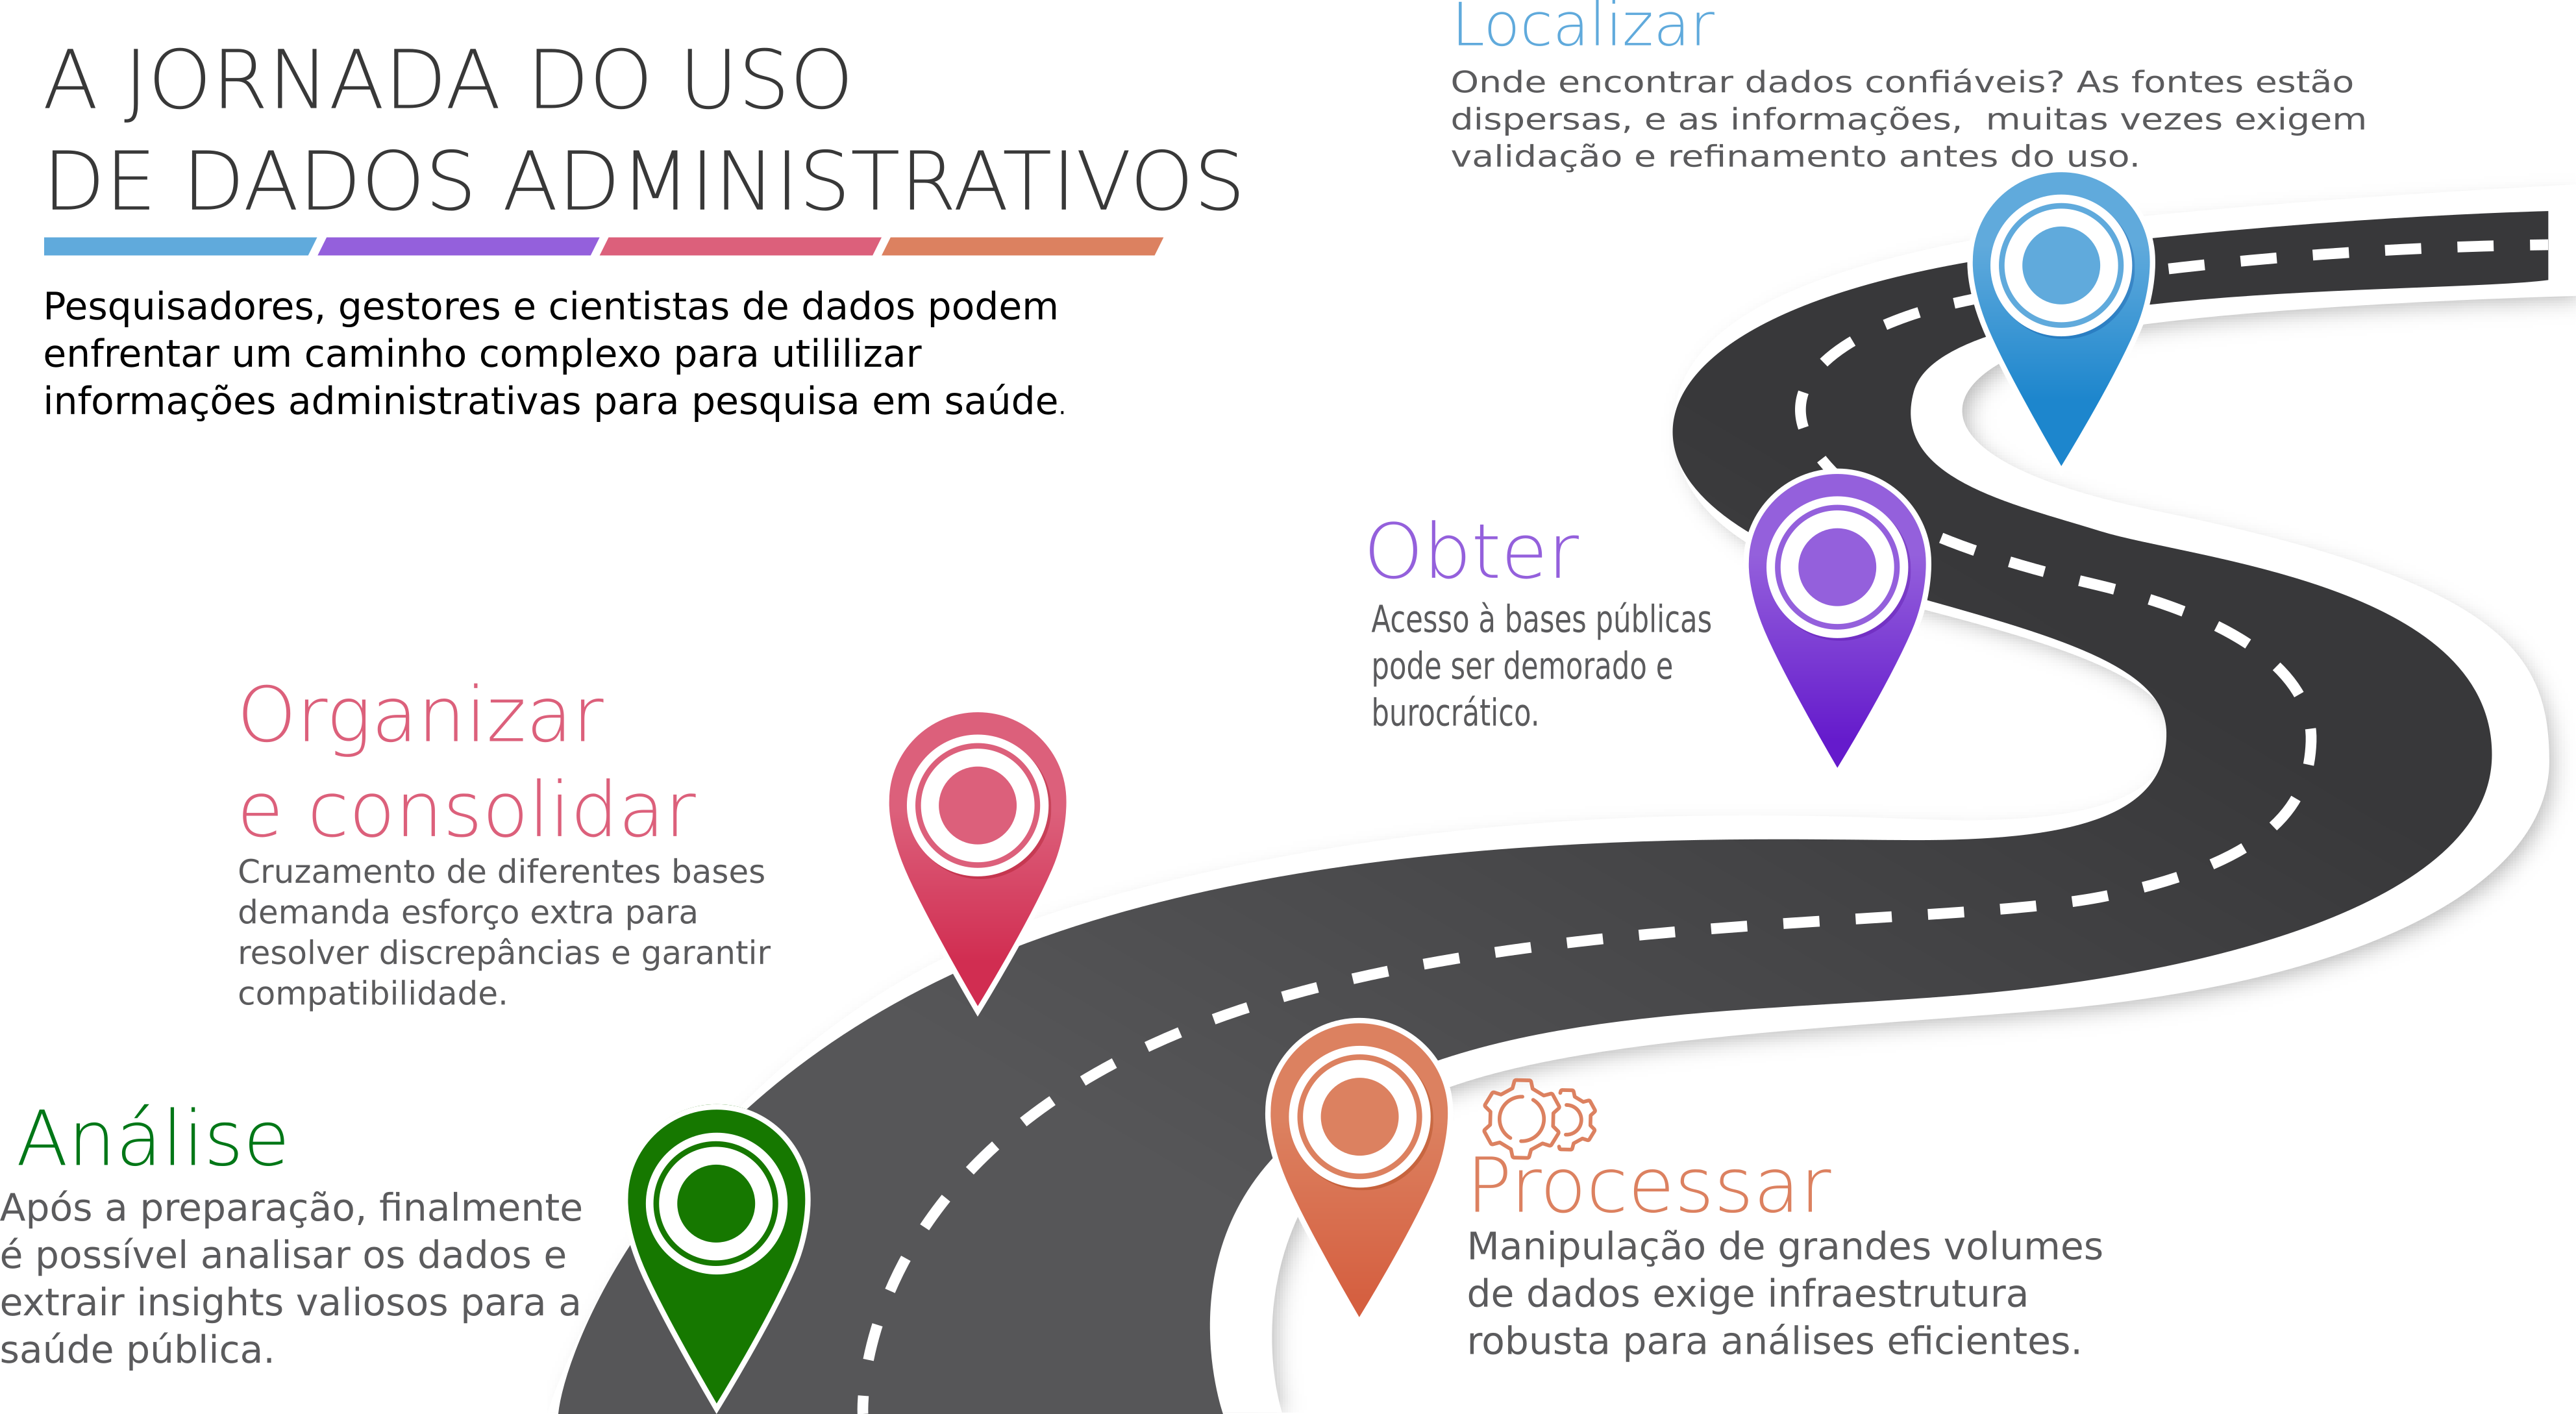 A JORNADA DO USO
DE DADOS ADMINISTRATIVOS
Pesquisadores, gestores e cientistas de dados podem
enfrentar um caminho complexo para utililizar
informações administrativas para pesquisa em saúde.
Localizar
Onde encontrar dados confiáveis? As fontes estão
dispersas, e as informações,  muitas vezes exigem
validação e refinamento antes do uso.
Obter
Acesso à bases públicas
pode ser demorado e
burocrático.
Organizar
e consolidar
Cruzamento de diferentes bases
demanda esforço extra para
resolver discrepâncias e garantir
compatibilidade.
Processar
Manipulação de grandes volumes
de dados exige infraestrutura
robusta para análises eficientes.
Análise
Após a preparação, finalmente
é possível analisar os dados e
extrair insights valiosos para a
saúde pública.